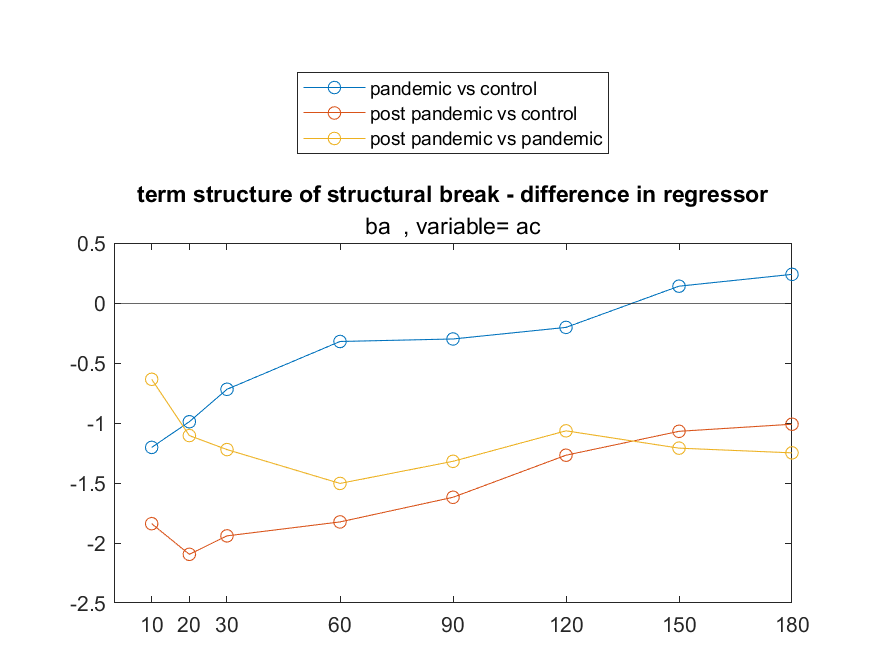 pandemic vs control
post pandemic vs control
post pandemic vs pandemic
term structure of structural break - difference in regressor
ba , variable= ac
0.5
0
-0.5
-1
-1.5
-2
-2.5
10 20 30 60 90 120 150 180